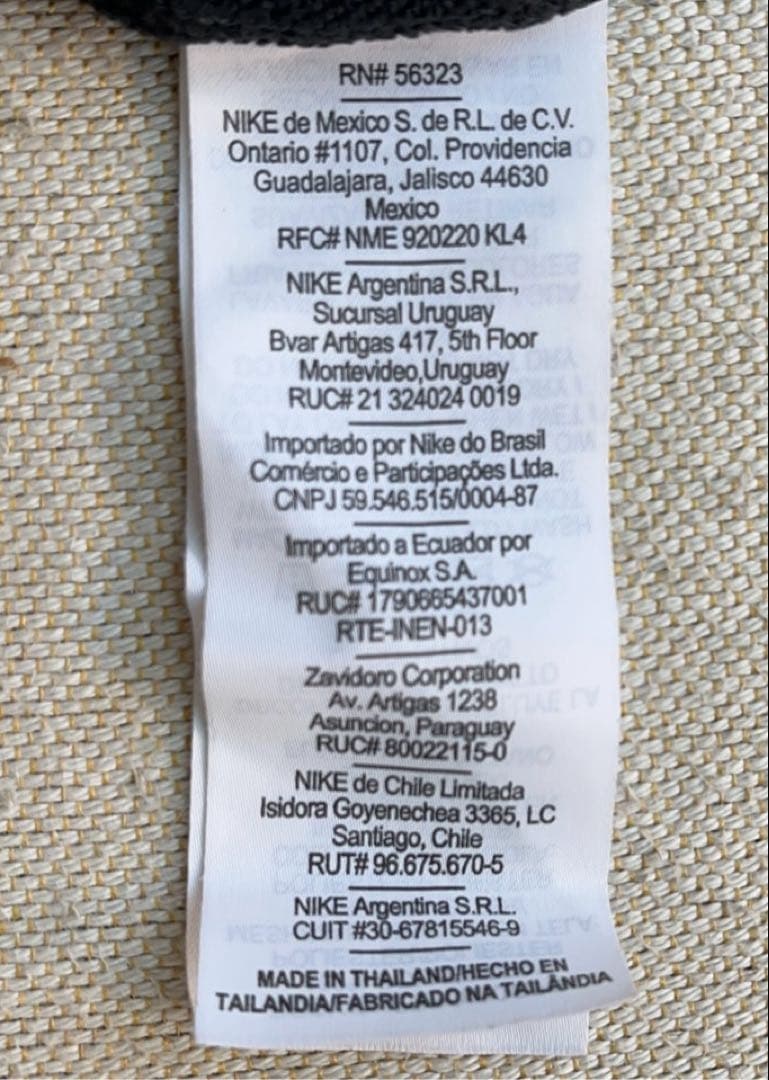 RN# 56323
NIKE de Mexico S. de R.L. de C.V.
Ontario #1107, Col. Providencia
Guadalajara, Jalisco 44630
Mexico
RFC# NME 920220 KL4
NIKE Argentina S.R.L.,
Sucursal Uruguay
Bvar Artigas 417, 5th Floor
Montevideo,Uruguay
RUC# 21 324024 0019
Importado por Nike do Brasil
Comércio e Participações Ltda.
CNPJ 59.546.515/0004-87
Importado a Ecuador por
Equinox S.A.
RUC# 1790665437001
RTE-INEN-013
Zavidoro Corporation
Av. Artigas 1238
Asuncion, Paraguay
RUC# 80022115-0
NIKE de Chile Limitada
Isidora Goyenechea 3365, LC
Santiago, Chile
RUT# 96.675.670-5
NIKE Argentina S.R.L.
CUIT #30-67815546-9
MADE IN THAILAND/HECHO EN
TAILANDIA/FABRICADO NA TAILÂNDIA